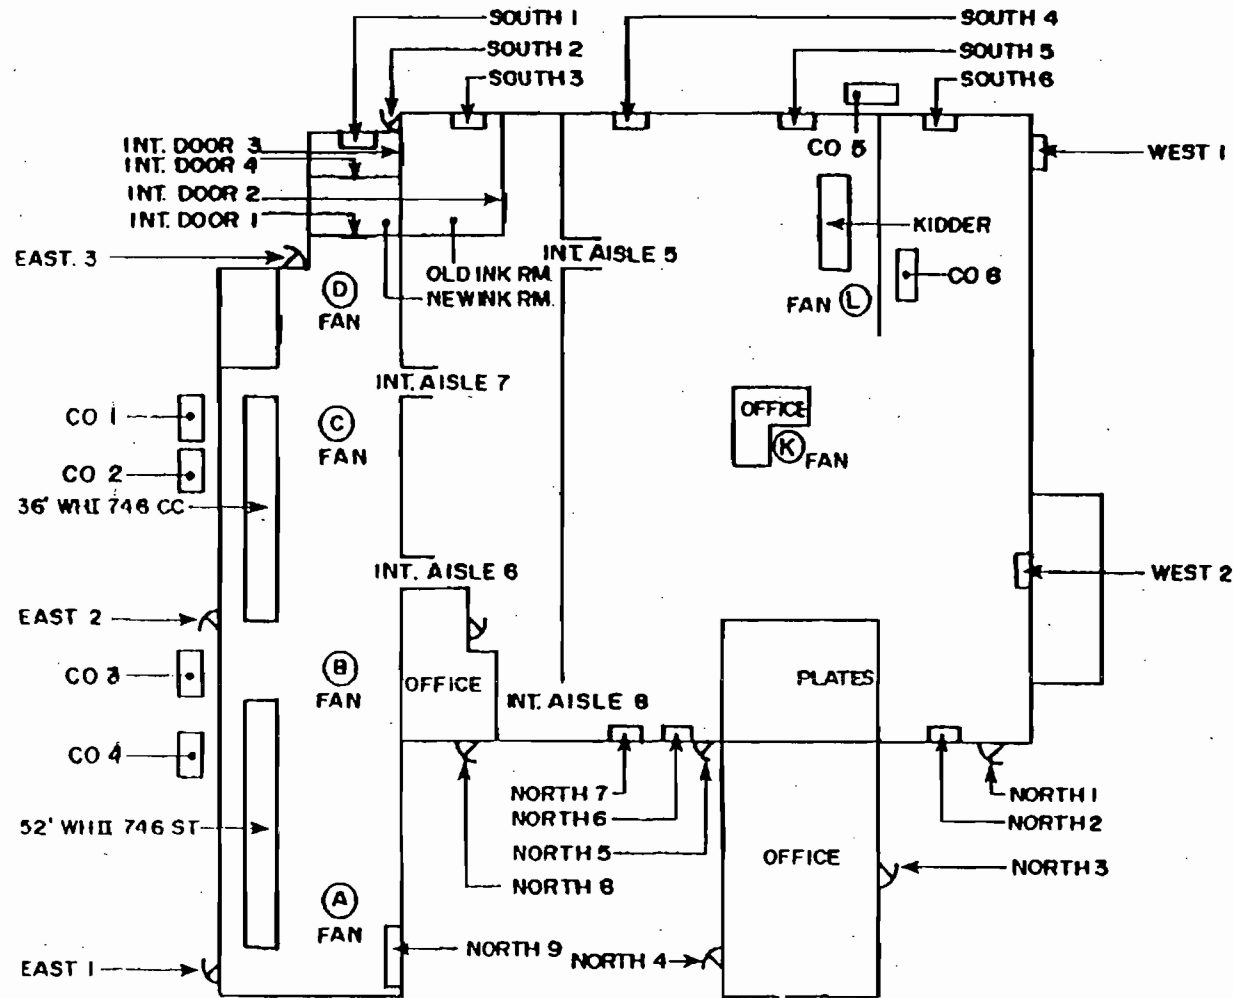 SOUTH 1
SOUTH 4
SOUTH 2
SOUTH 5
SOUTH 3
SOUTH 6
INT. DOOR 3
CO 5
WEST 1
INT. DOOR 4
INT. DOOR 2
INT. DOOR 1
KIDDER
EAST. 3
INT. AISLE 5
OLD INK RM.
CO 6
D
NEW INK RM.
FAN L
FAN
INT. AISLE 7
CO 1
C
OFFICE
FAN
K
FAN
CO 2
36' WHII 746 CC
INT. AISLE 6
WEST 2
EAST 2
CO 3
B
FAN
OFFICE
PLATES
INT. AISLE 8
CO 4
NORTH 7
NORTH 1
NORTH 6
NORTH 2
52' WHII 746 ST
NORTH 5
OFFICE
NORTH 3
NORTH 8
A
FAN
NORTH 9
NORTH 4
EAST 1